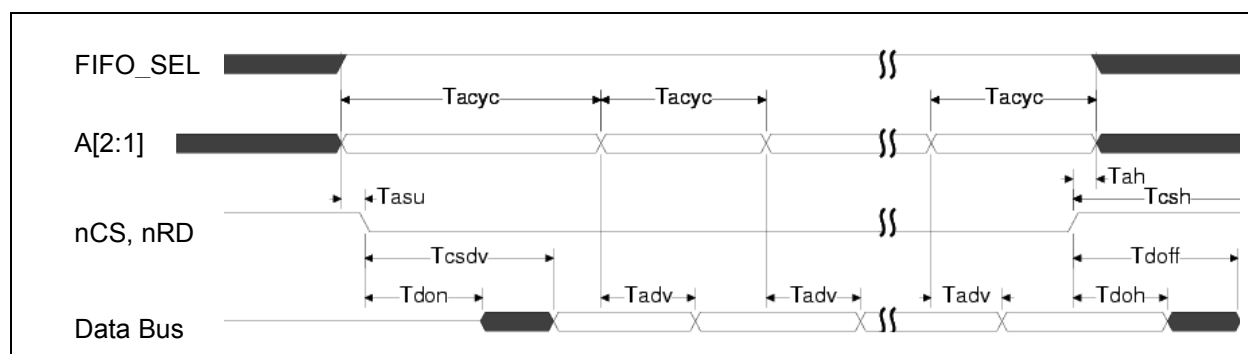 FIFO_SEL
Tacyc Tacyc Tacyc
A[2:1]
Tah
Tasu Tcsh
nCS, nRD
Tcsdv Tdoff
Tdon Tadv Tadv Tadv Tdoh
Data Bus